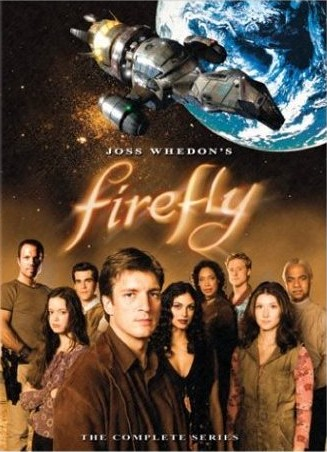 JOSS WHEDON'S
firefly
THE COMPLETE SERIES